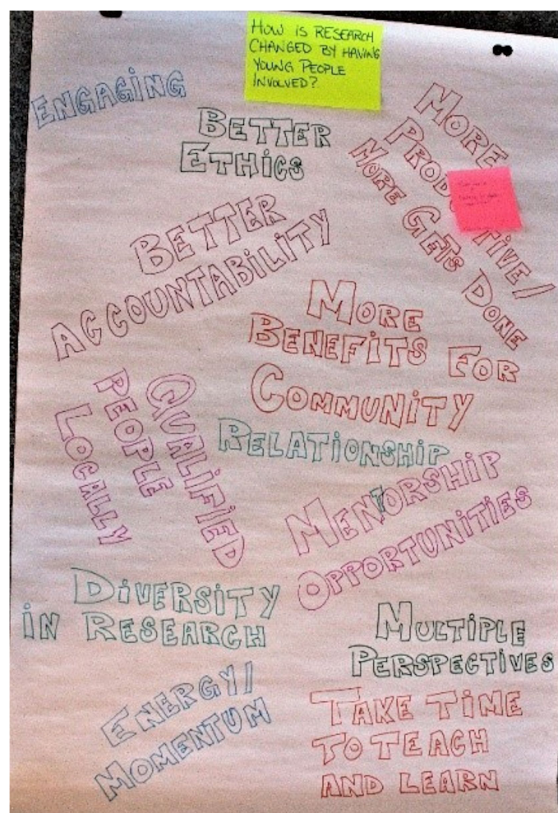 HOW IS RESEARCH
CHANGED BY HAVING
YOUNG PEOPLE
INVOLVED?
ENGAGING
BETTER
ETHICS
MORE
PRODUCTIVE/
MORE GETS DONE
BETTER
ACCOUNTABILITY
MORE
BENEFITS FOR
COMMUNITY
QUALIFIED
PEOPLE
LOCALLY
RELATIONSHIP
MENTORSHIP
OPPORTUNITIES
DIVERSITY
IN RESEARCH
MULTIPLE
PERSPECTIVES
ENERGY/
MOMENTUM
TAKE TIME
TO TEACH
AND LEARN